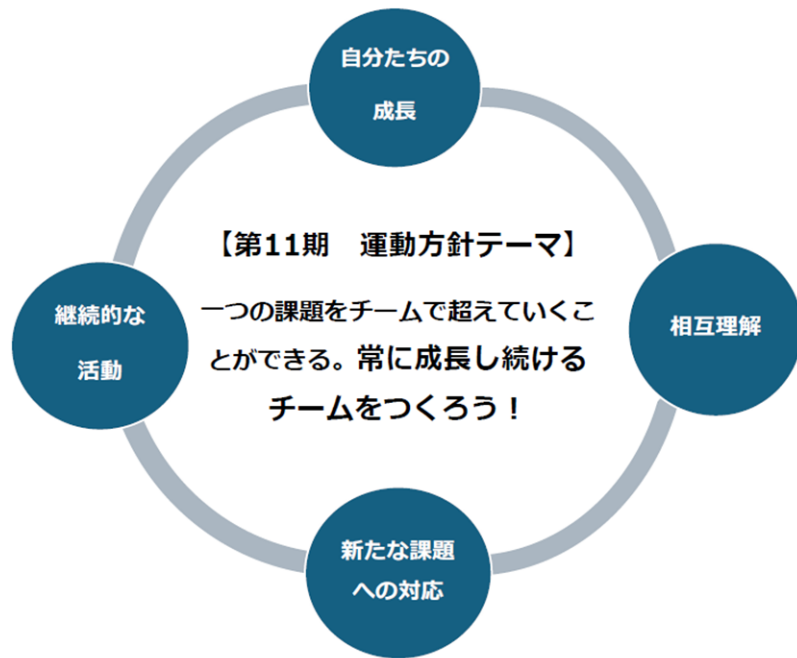 自分たちの
成長
【第11期　運動方針テーマ】
一つの課題をチームで超えていくこ
とができる。常に成長し続ける
チームをつくろう！
継続的な
活動
相互理解
新たな課題
への対応